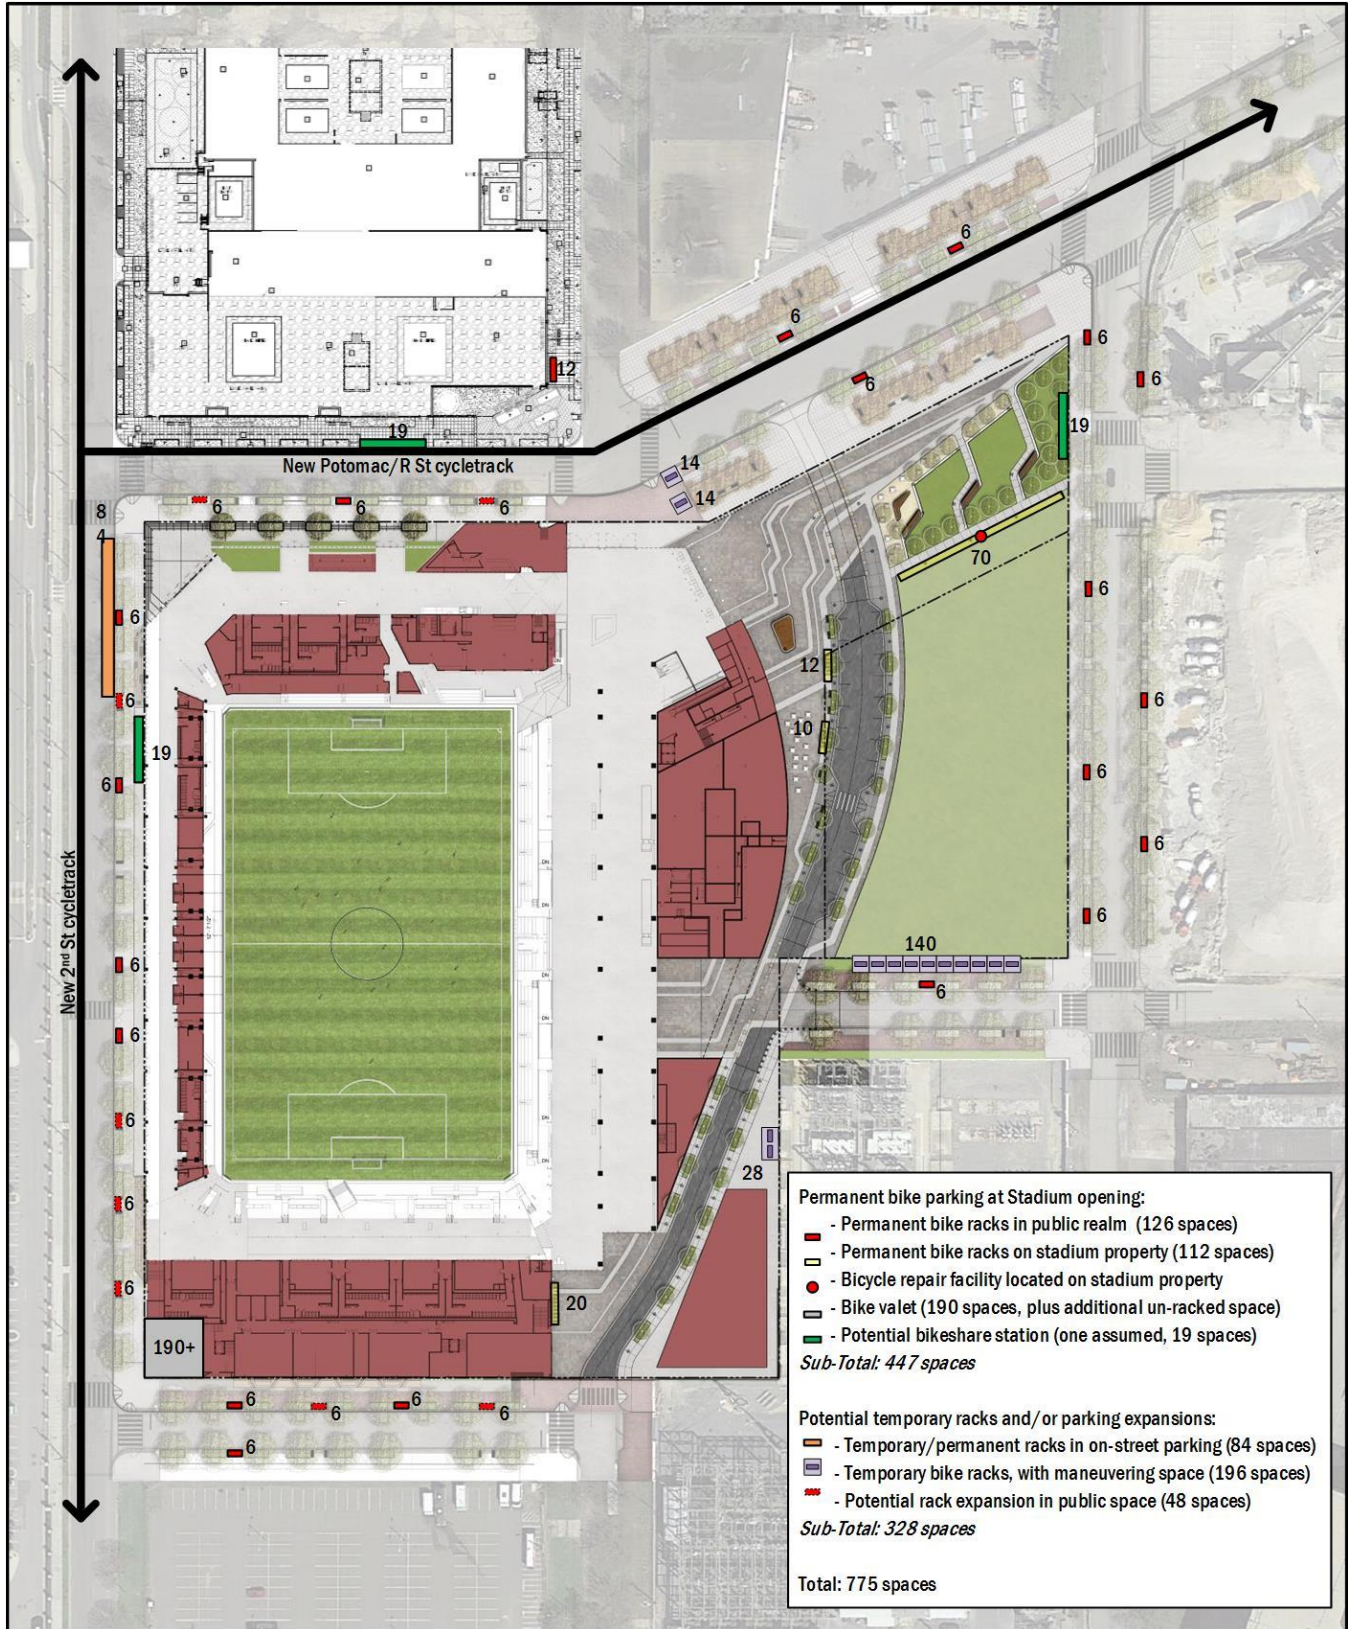 6
6
6
6
6
12
19
19
New Potomac/R St cycletrack
14
14
6
6
6
8
4
70
6
6
12
6
6
10
19
6
6
6
New 2nd St cycletrack
6
6
140
6
6
6
28
6
6
20
190+
6
6
6
6
6
Permanent bike parking at Stadium opening:
- Permanent bike racks in public realm (126 spaces)
- Permanent bike racks on stadium property (112 spaces)
- Bicycle repair facility located on stadium property
- Bike valet (190 spaces, plus additional un-racked space)
- Potential bikeshare station (one assumed, 19 spaces)
Sub-Total: 447 spaces
Potential temporary racks and/or parking expansions:
- Temporary/permanent racks in on-street parking (84 spaces)
- Temporary bike racks, with maneuvering space (196 spaces)
- Potential rack expansion in public space (48 spaces)
Sub-Total: 328 spaces
Total: 775 spaces